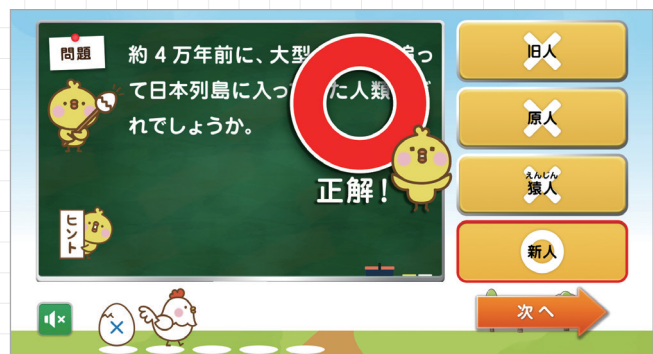 問題
約4万年前に、大型 追っ
て日本列島に入っ た人類
れでしょうか。
正解!
ヒント
旧人
原人
えんじん
猿人
新人
次へ